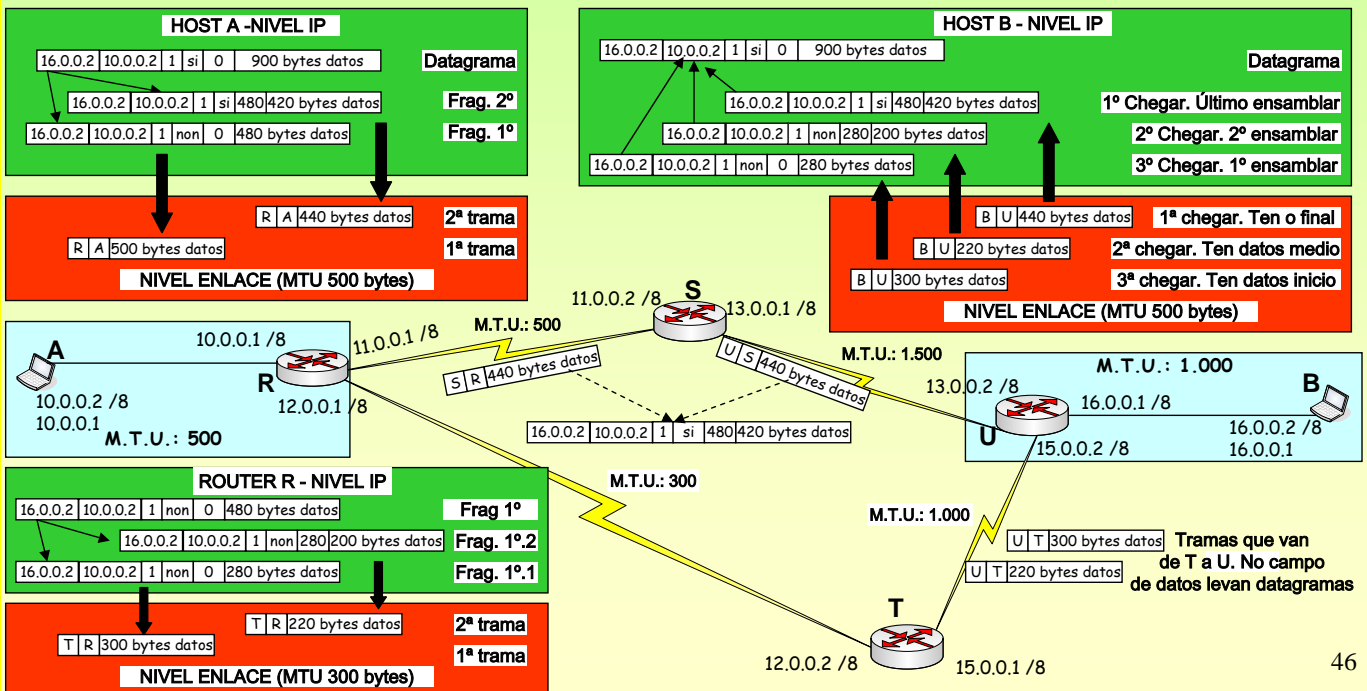 HOST A -NIVEL IP
16.0.0.2 10.0.0.2 1 si 0 900 bytes datos Datagrama
16.0.0.2 10.0.0.2 1 si 480 420 bytes datos Frag. 2º
16.0.0.2 10.0.0.2 1 non 0 480 bytes datos Frag. 1º
R A 440 bytes datos 2ª trama
R A 500 bytes datos 1ª trama
NIVEL ENLACE (MTU 500 bytes)
HOST B - NIVEL IP
16.0.0.2 10.0.0.2 1 si 0 900 bytes datos Datagrama
16.0.0.2 10.0.0.2 1 si 480 420 bytes datos 1º Chegar. Último ensamblar
16.0.0.2 10.0.0.2 1 non 280 200 bytes datos 2º Chegar. 2º ensamblar
16.0.0.2 10.0.0.2 1 non 0 280 bytes datos 3º Chegar. 1º ensamblar
B U 440 bytes datos 1ª chegar. Ten o final
B U 220 bytes datos 2ª chegar. Ten datos medio
B U 300 bytes datos 3ª chegar. Ten datos inicio
NIVEL ENLACE (MTU 500 bytes)
A
10.0.0.2 /8
10.0.0.1
M.T.U.: 500
10.0.0.1 /8
R
11.0.0.1 /8
12.0.0.1 /8
M.T.U.: 500
S R 440 bytes datos
11.0.0.2 /8
S
13.0.0.1 /8
U S 440 bytes datos
M.T.U.: 1.500
16.0.0.2 10.0.0.2 1 si 480 420 bytes datos
M.T.U.: 1.000
13.0.0.2 /8
U
16.0.0.1 /8
15.0.0.2 /8
B
16.0.0.2 /8
16.0.0.1
ROUTER R - NIVEL IP
16.0.0.2 10.0.0.2 1 non 0 480 bytes datos Frag 1º
16.0.0.2 10.0.0.2 1 non 280 200 bytes datos Frag. 1º.2
16.0.0.2 10.0.0.2 1 non 0 280 bytes datos Frag. 1º.1
T R 220 bytes datos 2ª trama
T R 300 bytes datos 1ª trama
NIVEL ENLACE (MTU 300 bytes)
M.T.U.: 300
M.T.U.: 1.000
U T 300 bytes datos
U T 220 bytes datos
Tramas que van
de T a U. No campo
de datos levan datagramas
T
12.0.0.2 /8
15.0.0.1 /8
46